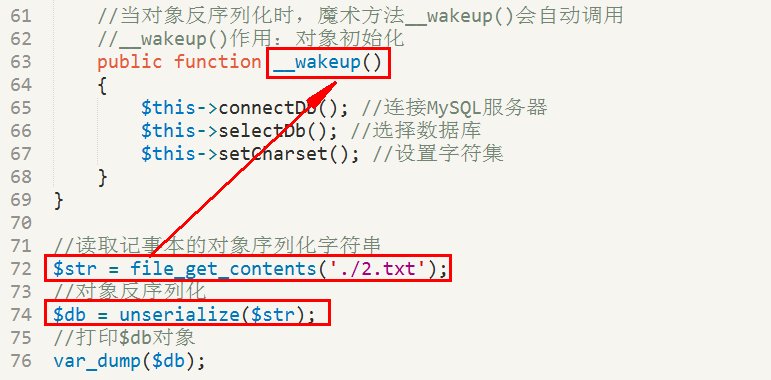 61 //当对象反序列化时，魔术方法__wakeup()会自动调用
62 //__wakeup()作用：对象初始化
63 public function __wakeup()
64 {
65 $this->connectDb(); //连接MySQL服务器
66 $this->selectDb(); //选择数据库
67 $this->setCharset(); //设置字符集
68 }
69 }
70
71 //读取记事本的对象序列化字符串
72 $str = file_get_contents('./2.txt');
73 //对象反序列化
74 $db = unserialize($str);
75 //打印$db对象
76 var_dump($db);